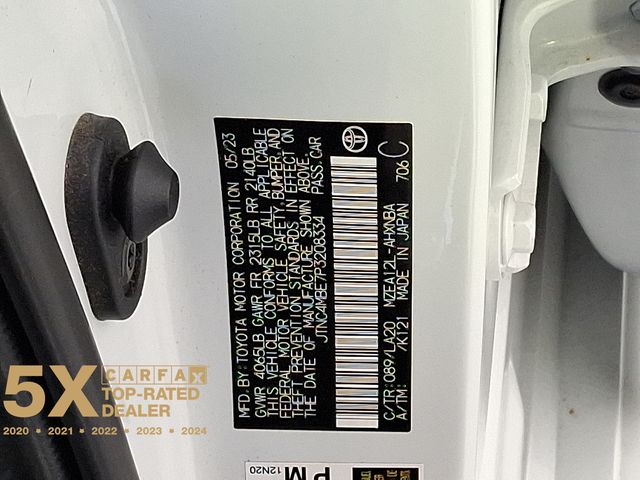 MFD. BY: TOYOTA MOTOR CORPORATION 05/23
GVWR 4065LB GAWR FR 2315LB RR 2140LB
THIS VEHICLE CONFORMS TO ALL APPLICABLE
FEDERAL MOTOR VEHICLE SAFETY, BUMPER, AND
THEFT PREVENTION STANDARDS IN EFFECT ON
THE DATE OF MANUFACTURE SHOWN ABOVE.
JTNC4MBE7P3208334 PASS.CAR
C/TR: 089/LA20 MZEA12L-AHXNBA
A/TM: /K121 MADE IN JAPAN 706 C
5X CARFAX
TOP-RATED
DEALER
2020 • 2021 • 2022 • 2023 • 2024
PM
12N20